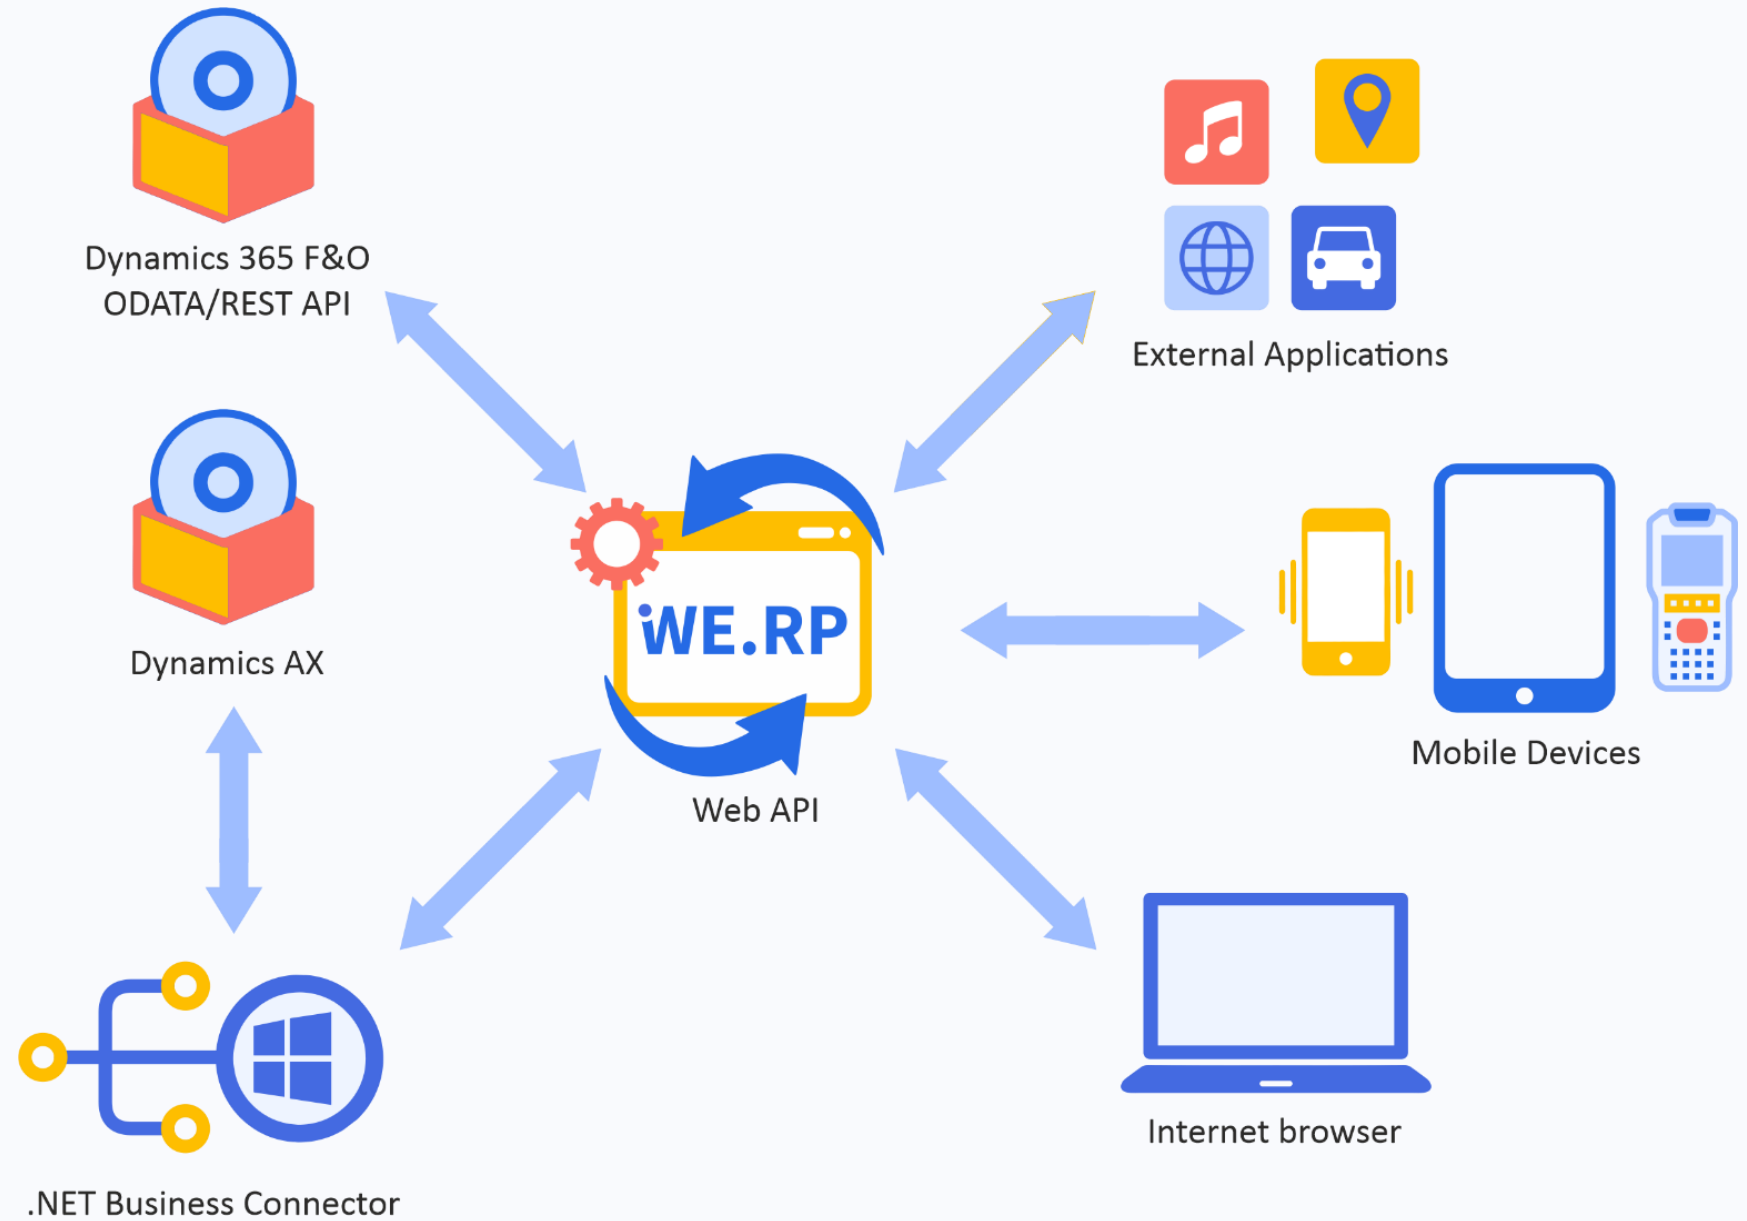 Dynamics 365 F&O
ODATA/REST API
External Applications
Dynamics AX
iWE.RP
Web API
Mobile Devices
Internet browser
.NET Business Connector